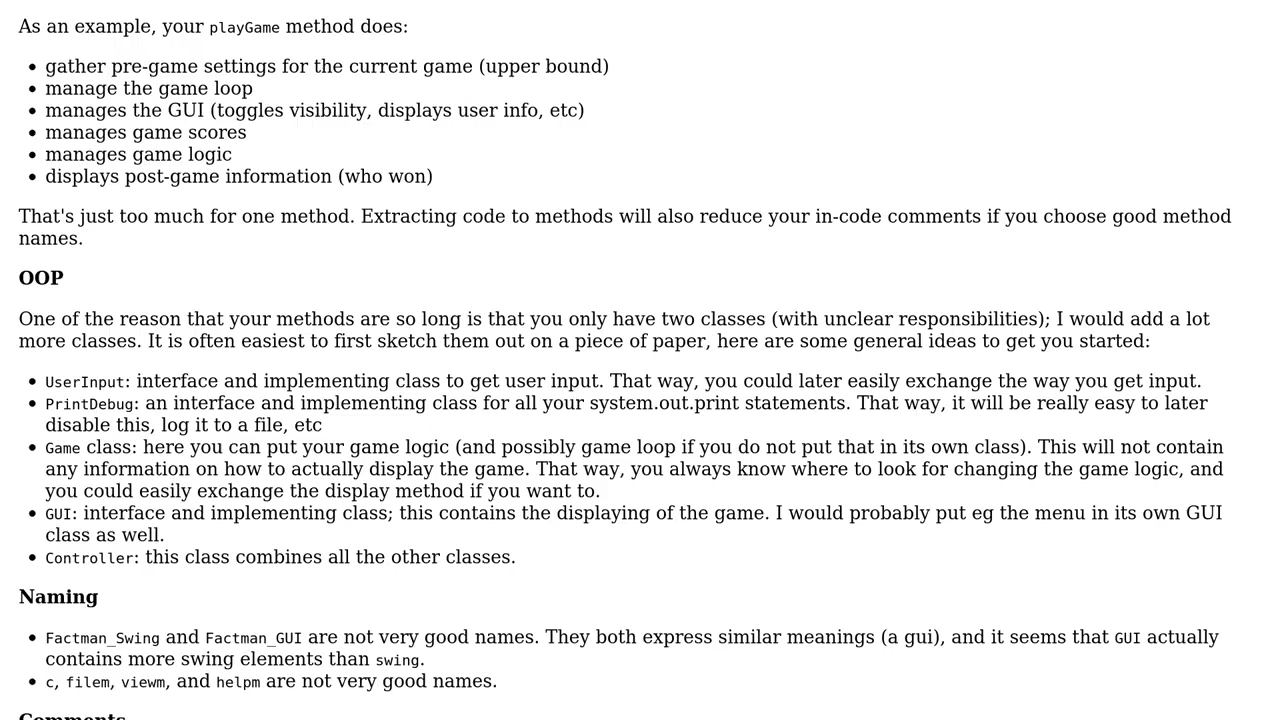 As an example, your playGame method does:
• gather pre-game settings for the current game (upper bound)
• manage the game loop
• manages the GUI (toggles visibility, displays user info, etc)
• manages game scores
• manages game logic
• displays post-game information (who won)
That's just too much for one method. Extracting code to methods will also reduce your in-code comments if you choose good method
names.
OOP
One of the reason that your methods are so long is that you only have two classes (with unclear responsibilities); I would add a lot
more classes. It is often easiest to first sketch them out on a piece of paper, here are some general ideas to get you started:
• UserInput: interface and implementing class to get user input. That way, you could later easily exchange the way you get input.
• PrintDebug: an interface and implementing class for all your system.out.print statements. That way, it will be really easy to later
disable this, log it to a file, etc
• Game class: here you can put your game logic (and possibly game loop if you do not put that in its own class). This will not contain
any information on how to actually display the game. That way, you always know where to look for changing the game logic, and
you could easily exchange the display method if you want to.
• GUI: interface and implementing class; this contains the displaying of the game. I would probably put eg the menu in its own GUI
class as well.
• Controller: this class combines all the other classes.
Naming
• Factman_Swing and Factman_GUI are not very good names. They both express similar meanings (a gui), and it seems that GUI actually
contains more swing elements than swing.
• c, filem, viewm, and helpm are not very good names.
Comments